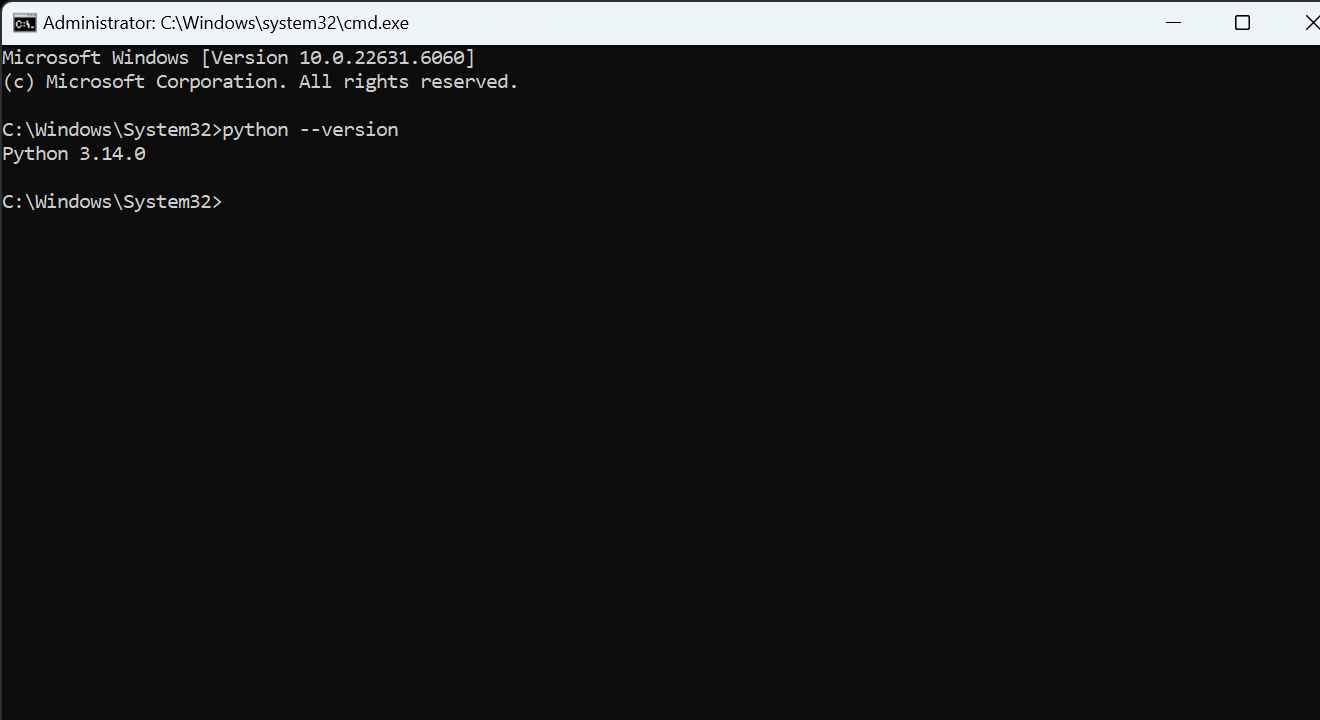 Administrator: C:\Windows\system32\cmd.exe
Microsoft Windows [Version 10.0.22631.6060]
(c) Microsoft Corporation. All rights reserved.
C:\Windows\System32>python --version
Python 3.14.0
C:\Windows\System32>